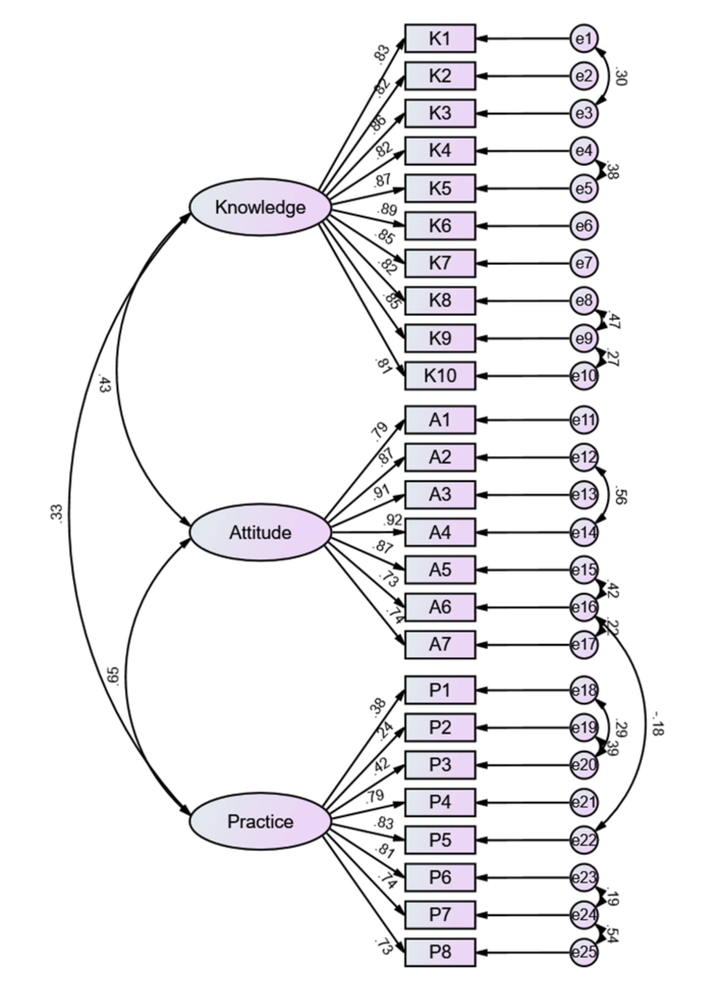 K1
e1
.83
K2
e2
.30
.82
K3
e3
.86
K4
e4
.82
.38
K5
e5
.87
Knowledge
.89
K6
e6
.85
K7
e7
.82
K8
e8
.85
.47
K9
e9
.27
.81
K10
e10
.43
A1
e11
.79
A2
e12
.87
A3
e13
.91
.56
.33
.92
Attitude
A4
e14
.87
A5
e15
.73
.42
A6
e16
.74
.22
A7
e17
.65
P1
e18
.38
P2
e19
.24
.29
-.18
.39
P3
e20
.42
.79
P4
e21
Practice
.83
P5
e22
.81
P6
e23
.74
.19
P7
e24
.54
.73
P8
e25